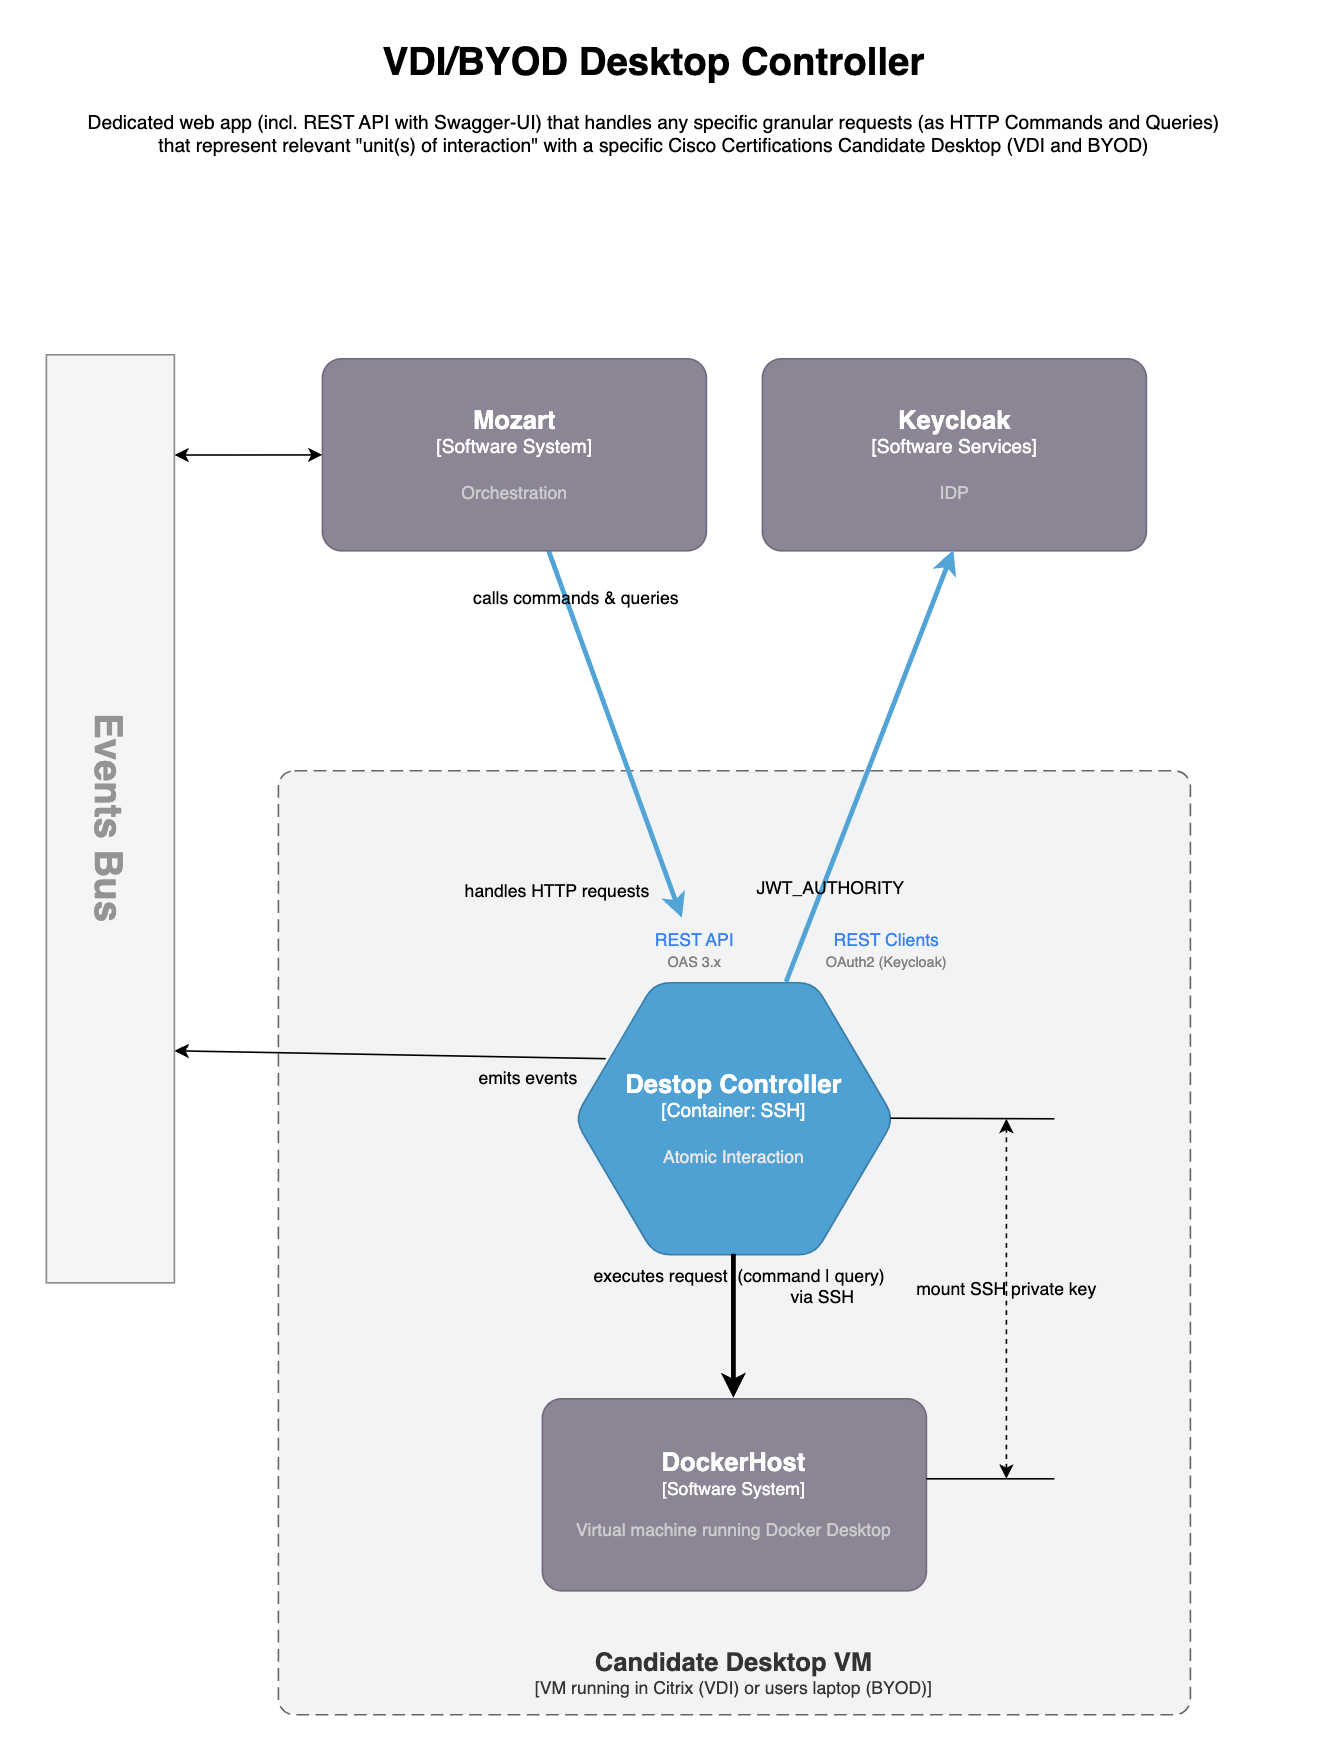 VDI/BYOD Desktop Controller
Dedicated web app (incl. REST API with Swagger-UI) that handles any specific granular requests (as HTTP Commands and Queries)
that represent relevant "unit(s) of interaction" with a specific Cisco Certifications Candidate Desktop (VDI and BYOD)
Events Bus
Mozart
[Software System]
Orchestration
Keycloak
[Software Services]
IDP
calls commands & queries
handles HTTP requests
JWT_AUTHORITY
REST API
OAS 3.x
REST Clients
OAuth2 (Keycloak)
emits events
Destop Controller
[Container: SSH]
Atomic Interaction
executes request (command | query)
via SSH
mount SSH private key
DockerHost
[Software System]
Virtual machine running Docker Desktop
Candidate Desktop VM
[VM running in Citrix (VDI) or users laptop (BYOD)]